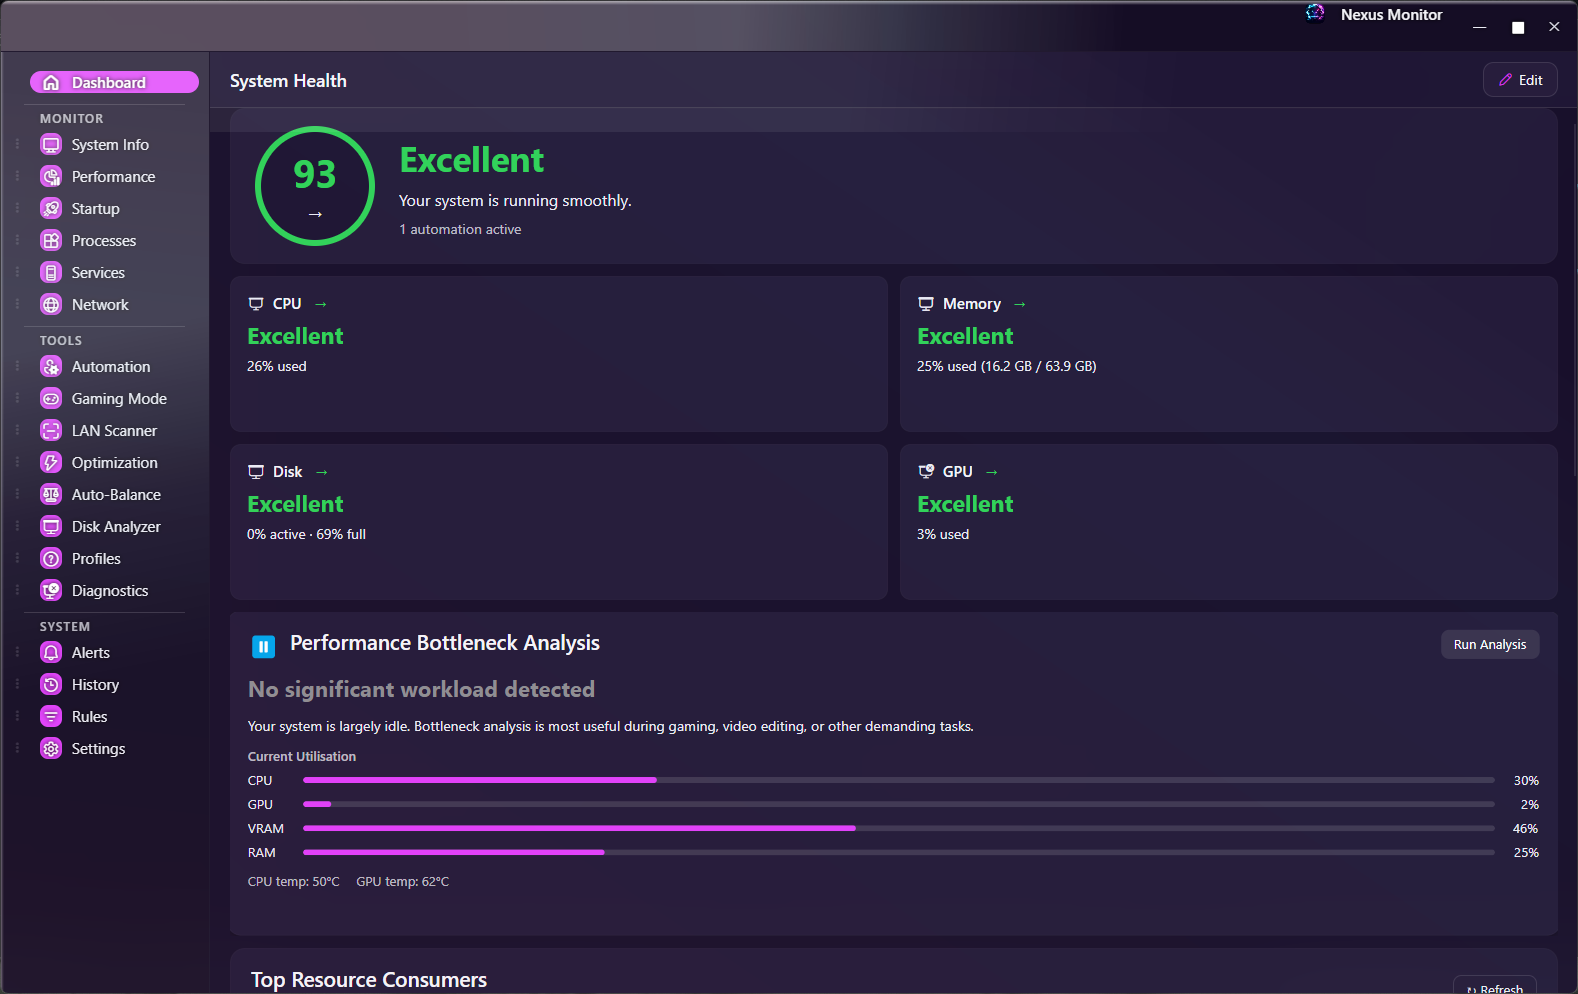 Nexus Monitor
Dashboard
System Health
Edit
MONITOR
System Info
Performance
Startup
Processes
Services
Network
TOOLS
Automation
Gaming Mode
LAN Scanner
Optimization
Auto-Balance
Disk Analyzer
Profiles
Diagnostics
SYSTEM
Alerts
History
Rules
Settings
93
→
Excellent
Your system is running smoothly.
1 automation active
CPU →
Excellent
26% used
Memory →
Excellent
25% used (16.2 GB / 63.9 GB)
Disk →
Excellent
0% active · 69% full
GPU →
Excellent
3% used
Performance Bottleneck Analysis
Run Analysis
No significant workload detected
Your system is largely idle. Bottleneck analysis is most useful during gaming, video editing, or other demanding tasks.
Current Utilisation
CPU 30%
GPU 2%
VRAM 46%
RAM 25%
CPU temp: 50°C GPU temp: 62°C
Top Resource Consumers
↻ Refresh